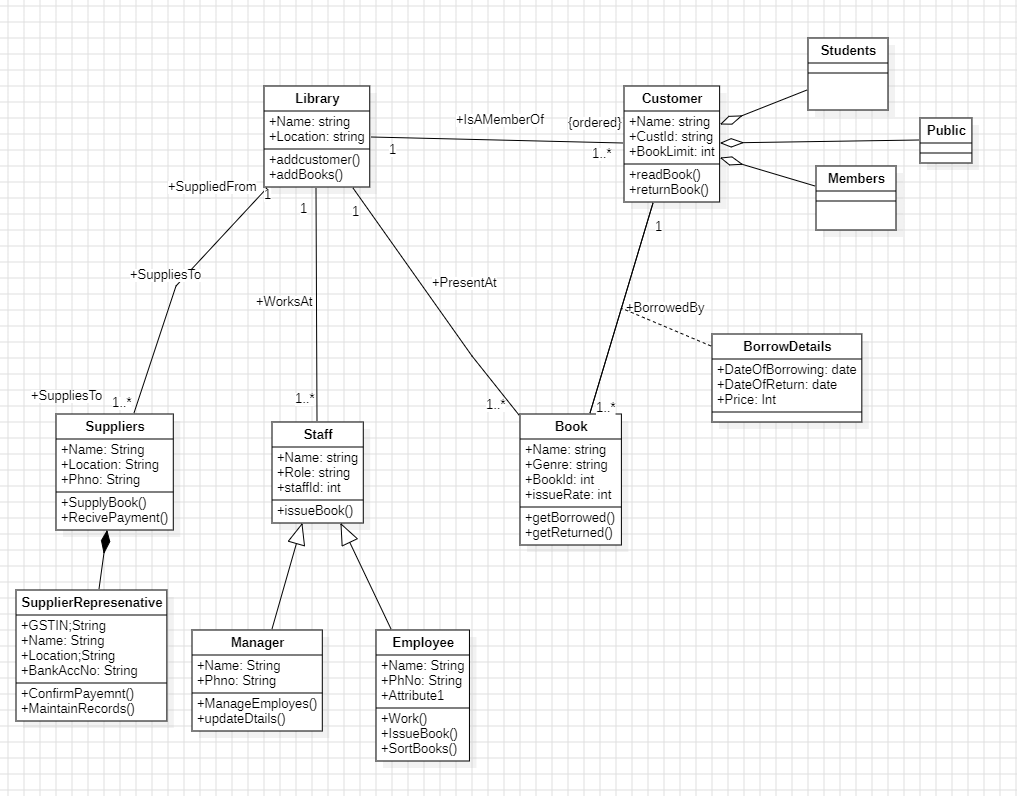 Students
Library
+Name: string
+Location: string
+addcustomer()
+addBooks()
+IsAMemberOf
{ordered}
1
1..*
Customer
+Name: string
+CustId: string
+BookLimit: int
+readBook()
+returnBook()
Public
Members
+SuppliedFrom
1
1
1
1
+SuppliesTo
+WorksAt
+PresentAt
+BorrowedBy
BorrowDetails
+DateOfBorrowing: date
+DateOfReturn: date
+Price: Int
+SuppliesTo
1..*
1..*
1..*
1..*
Suppliers
+Name: String
+Location: String
+Phno: String
+SupplyBook()
+RecivePayment()
Staff
+Name: string
+Role: string
+staffId: int
+issueBook()
Book
+Name: string
+Genre: string
+BookId: int
+issueRate: int
+getBorrowed()
+getReturned()
SupplierRepresenative
+GSTIN;String
+Name: String
+Location;String
+BankAccNo: String
+ConfirmPayemnt()
+MaintainRecords()
Manager
+Name: String
+Phno: String
+ManageEmployes()
+updateDtails()
Employee
+Name: String
+PhNo: String
+Attribute1
+Work()
+IssueBook()
+SortBooks()